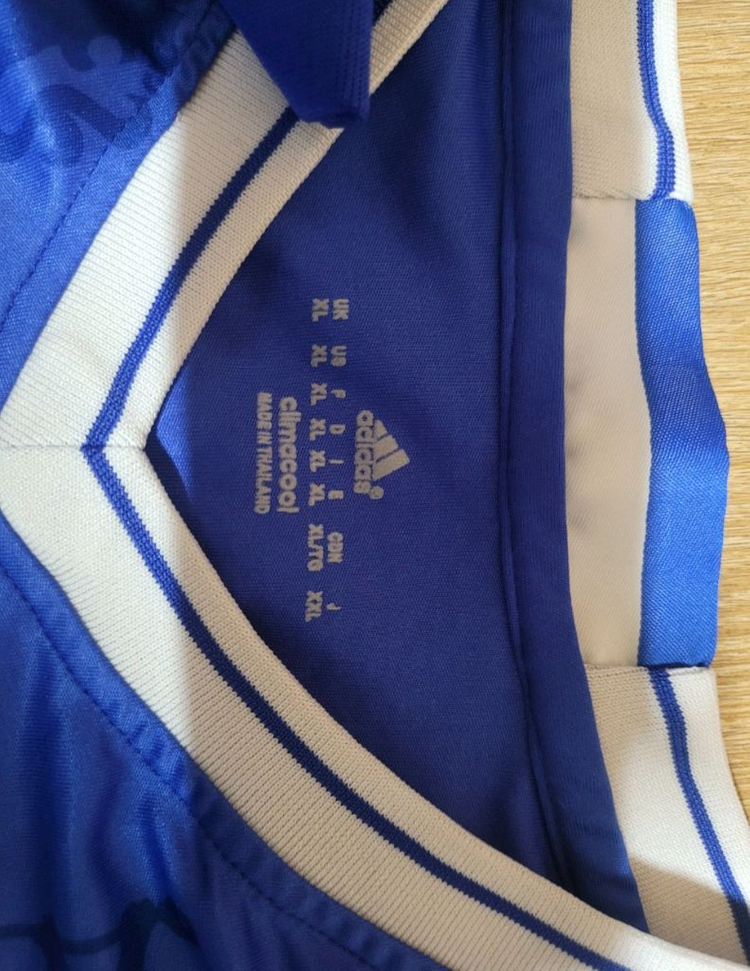 adidas®
UK US F D I E CDN J
XL XL XL XL XL XL XL/TG XXL
climacool
MADE IN THAILAND